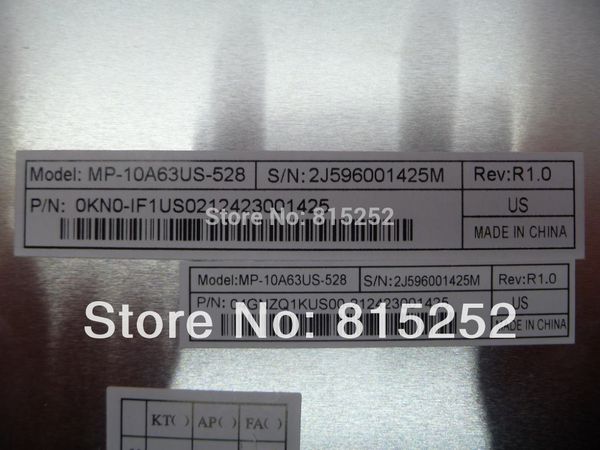 Model: MP-10A63US-528 S/N:2J596001425M Rev:R1.0
P/N: 0KN0-IF1US0212423001425 US
Store No: 815252
MADE IN CHINA
Model:MP-10A63US-528 S/N:2J596001425M Rev:R1.0
P/N: US
Store No: 815252
MADE IN CHINA
KT( ) AP( ) FA( )